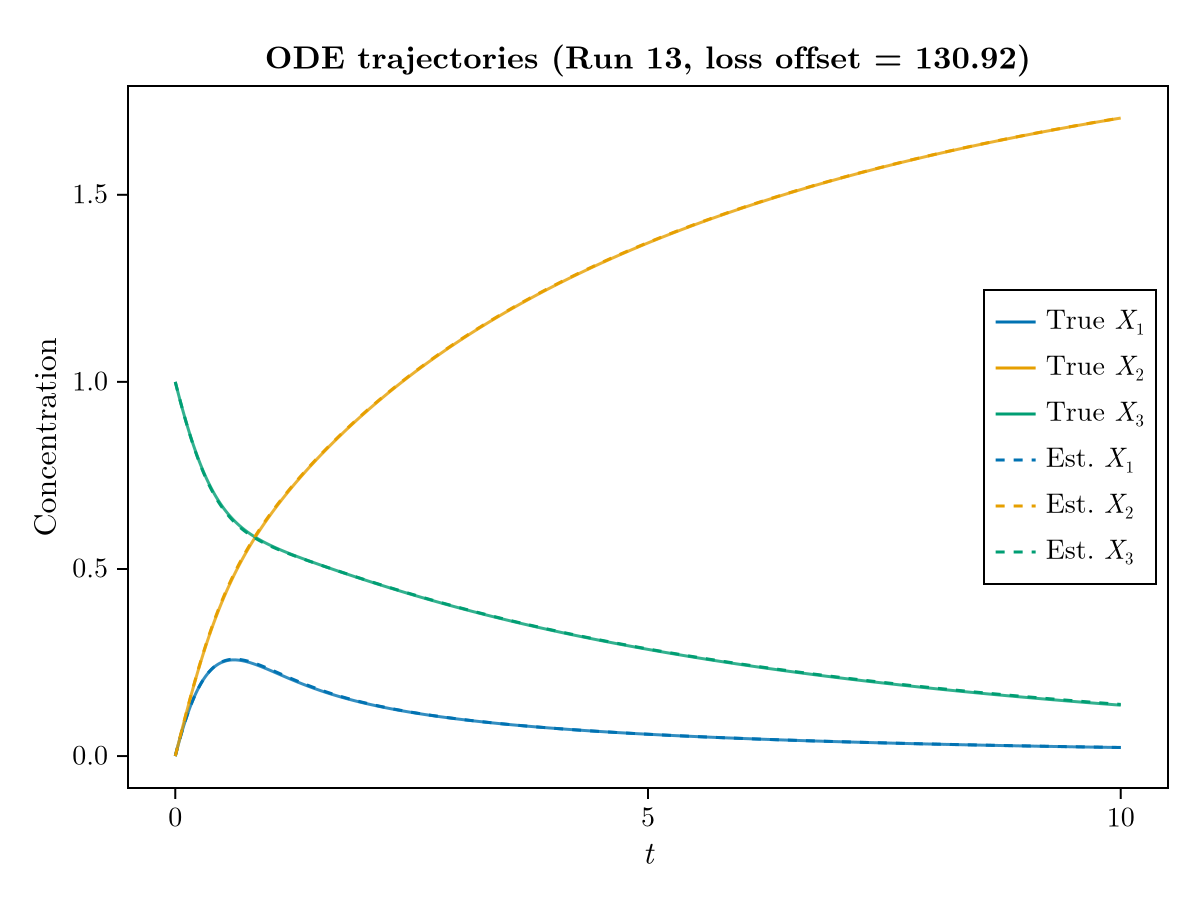 ODE trajectories (Run 13, loss offset = 130.92)
Concentration
1.5
1.0
0.5
0.0
0
5
10
t
True X₁
True X₂
True X₃
Est. X₁
Est. X₂
Est. X₃